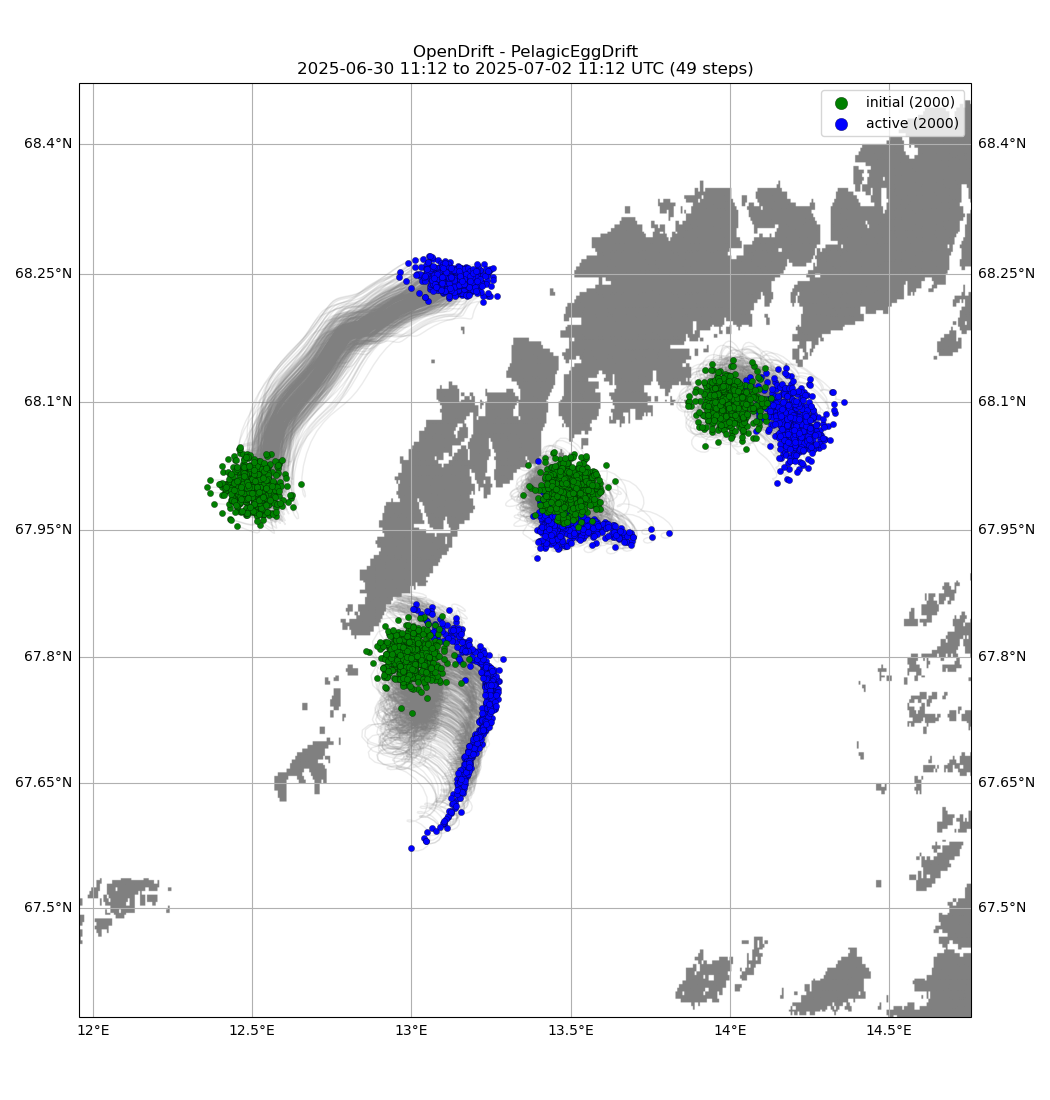 OpenDrift - PelagicEggDrift
2025-06-30 11:12 to 2025-07-02 11:12 UTC (49 steps)
initial (2000)
active (2000)
68.4°N
68.4°N
68.25°N
68.25°N
68.1°N
68.1°N
67.95°N
67.95°N
67.8°N
67.8°N
67.65°N
67.65°N
67.5°N
67.5°N
12°E
12.5°E
13°E
13.5°E
14°E
14.5°E